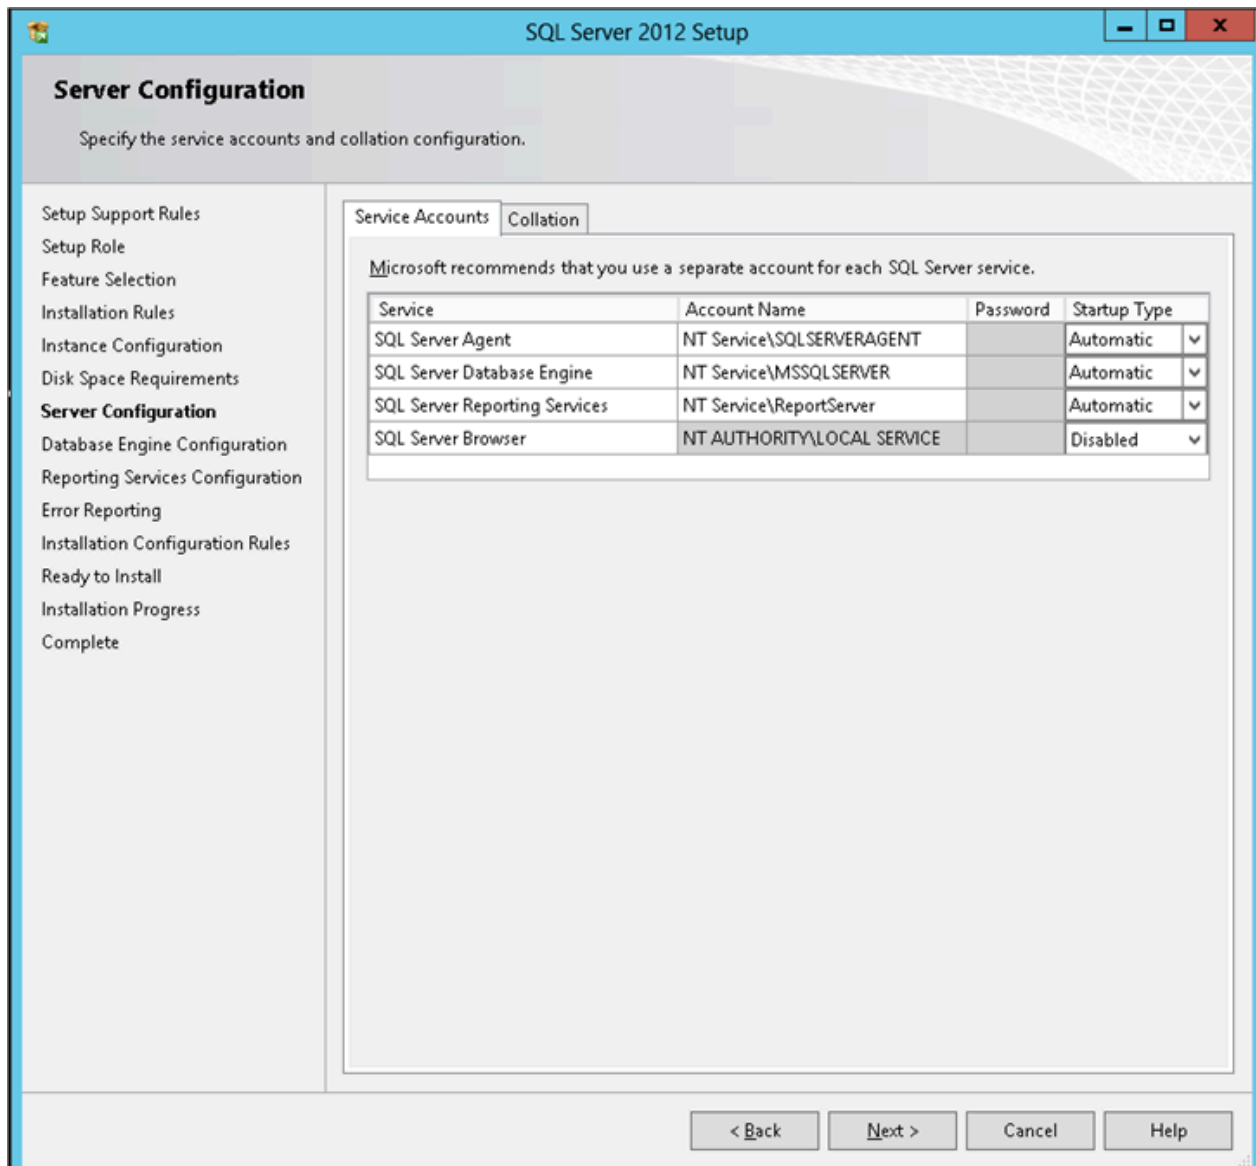 SQL Server 2012 Setup
Server Configuration
Specify the service accounts and collation configuration.
Setup Support Rules
Setup Role
Feature Selection
Installation Rules
Instance Configuration
Disk Space Requirements
Server Configuration
Database Engine Configuration
Reporting Services Configuration
Error Reporting
Installation Configuration Rules
Ready to Install
Installation Progress
Complete
Service Accounts Collation
Microsoft recommends that you use a separate account for each SQL Server service.
Service Account Name Password Startup Type
SQL Server Agent NT Service\SQLSERVERAGENT Automatic
SQL Server Database Engine NT Service\MSSQLSERVER Automatic
SQL Server Reporting Services NT Service\ReportServer Automatic
SQL Server Browser NT AUTHORITY\LOCAL SERVICE Disabled
< Back Next > Cancel Help